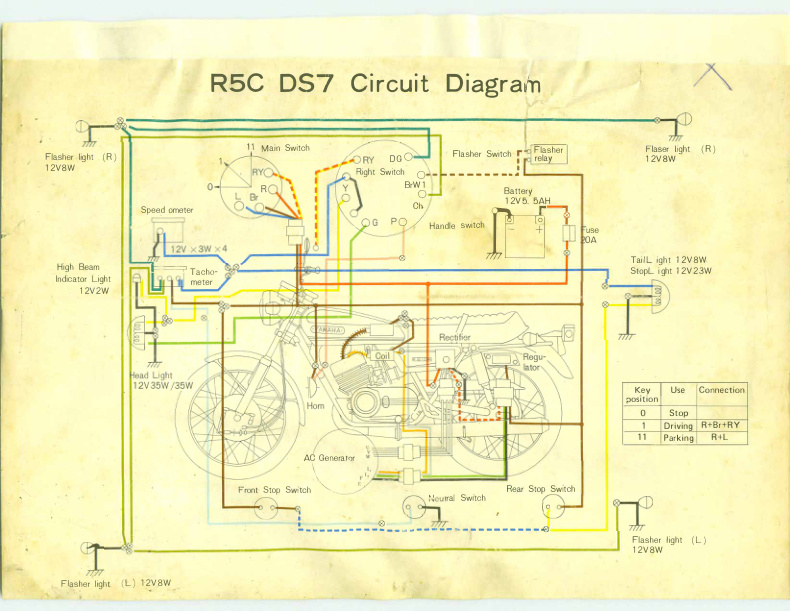 R5C DS7 Circuit Diagram
Flasher light (R)
12V8W
11
Main Switch
1
0
RY
R
L
Br
RY
Right Switch
Y
DG
BrW1
Ch
G
P
Flasher Switch
Flasher
relay
Flaser light (R)
12V8W
Battery
12V5. 5AH
Handle switch
Fuse
20A
Speed ometer
12V ×3W ×4
Tacho-
meter
High Beam
Indicator Light
12V2W
TailL ight 12V8W
StopL ight 12V23W
Head Light
12V35W/35W
YAMAHA
Coil
Rectifier
Regu-
lator
Horn
Key
position
Use
Connection
0
Stop
1
Driving
R+Br+RY
11
Parking
R+L
AC Generator
Front Stop Switch
Neutral Switch
Rear Stop Switch
Flasher light (L)
12V8W
Flasher light (L) 12V8W